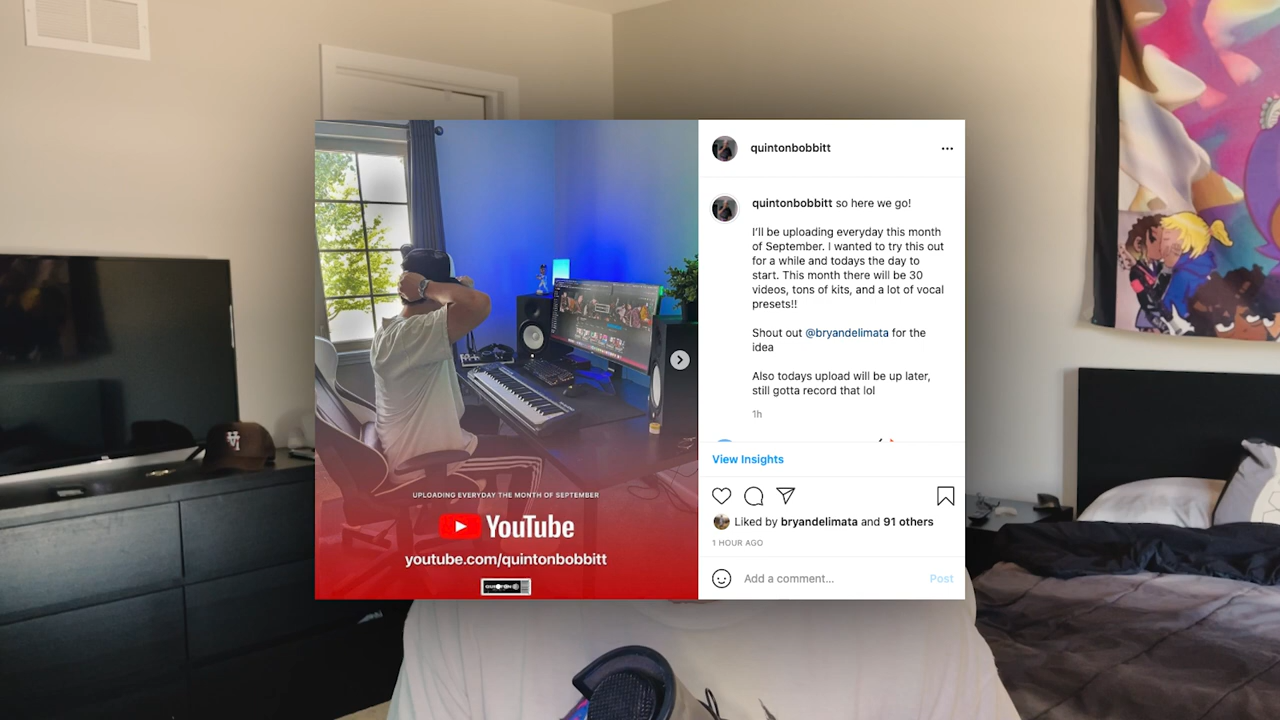 quintonbobbitt
quintonbobbitt so here we go!
I'll be uploading everyday this month
of September. I wanted to try this out
for a while and todays the day to
start. This month there will be 30
videos, tons of kits, and a lot of vocal
presets!!
Shout out @bryandelimata for the
idea
Also todays upload will be up later,
still gotta record that lol
1h
View Insights
Liked by bryandelimata and 91 others
1 HOUR AGO
Add a comment...
Post
UPLOADING EVERYDAY THE MONTH OF SEPTEMBER
YouTube
youtube.com/quintonbobbitt